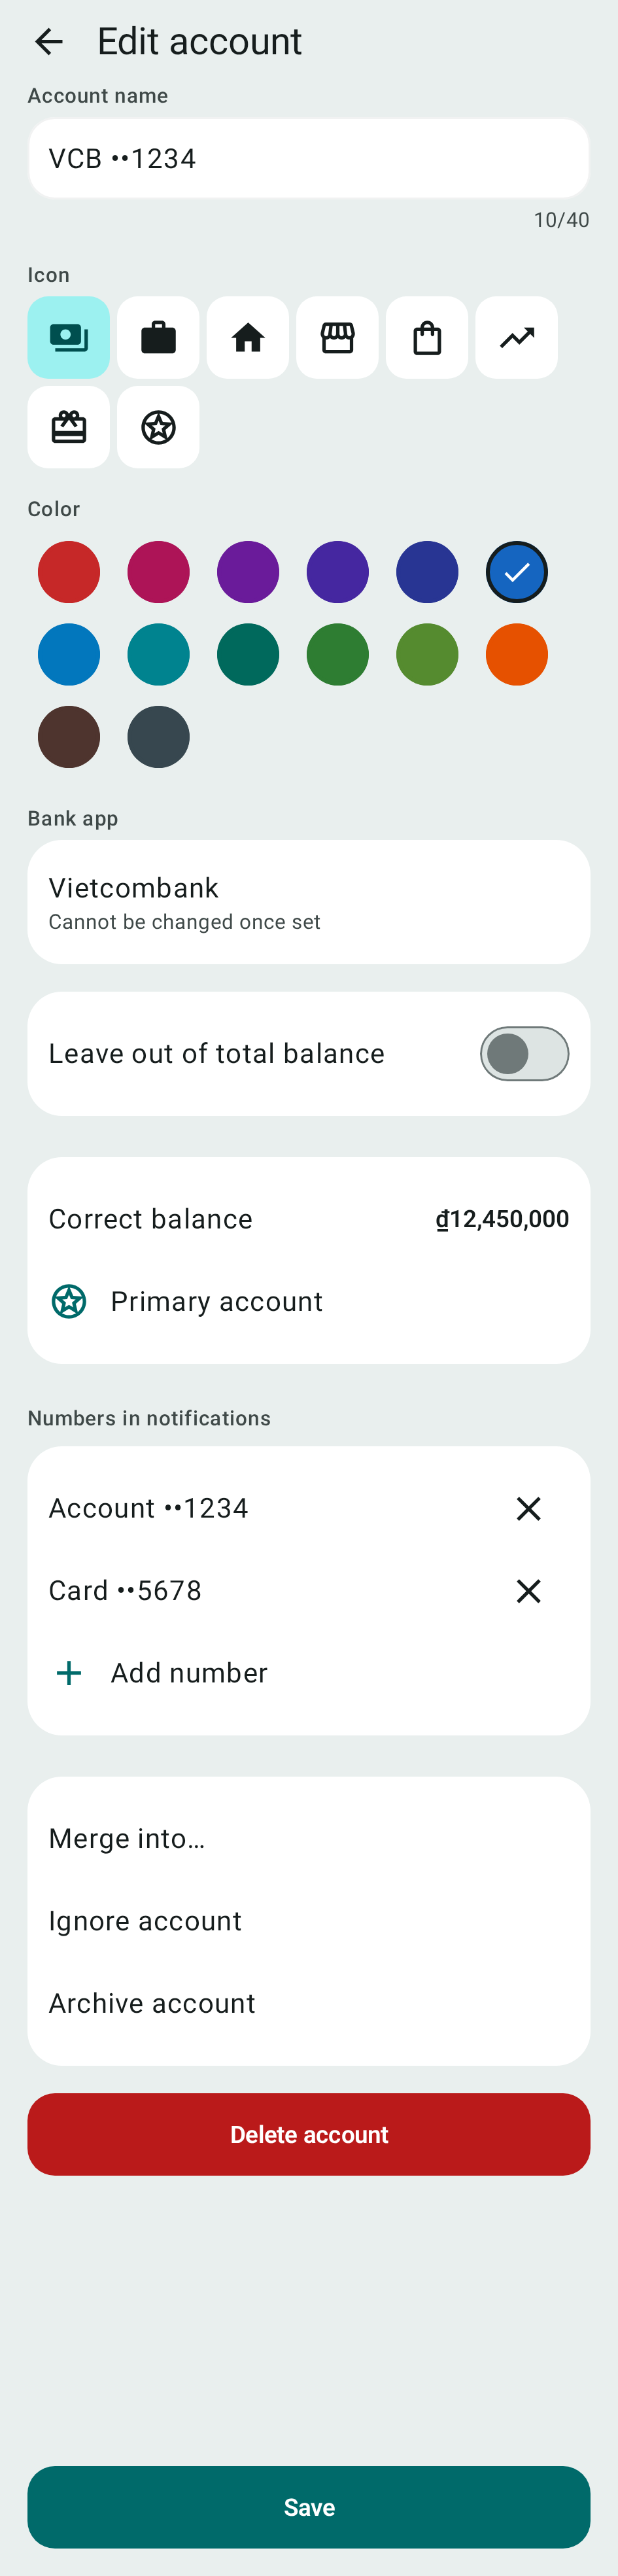 Edit account
Account name
VCB ••1234
10/40
Icon
Color
Bank app
Vietcombank
Cannot be changed once set
Leave out of total balance
Correct balance ₫12,450,000
Primary account
Numbers in notifications
Account ••1234
Card ••5678
Add number
Merge into…
Ignore account
Archive account
Delete account
Save